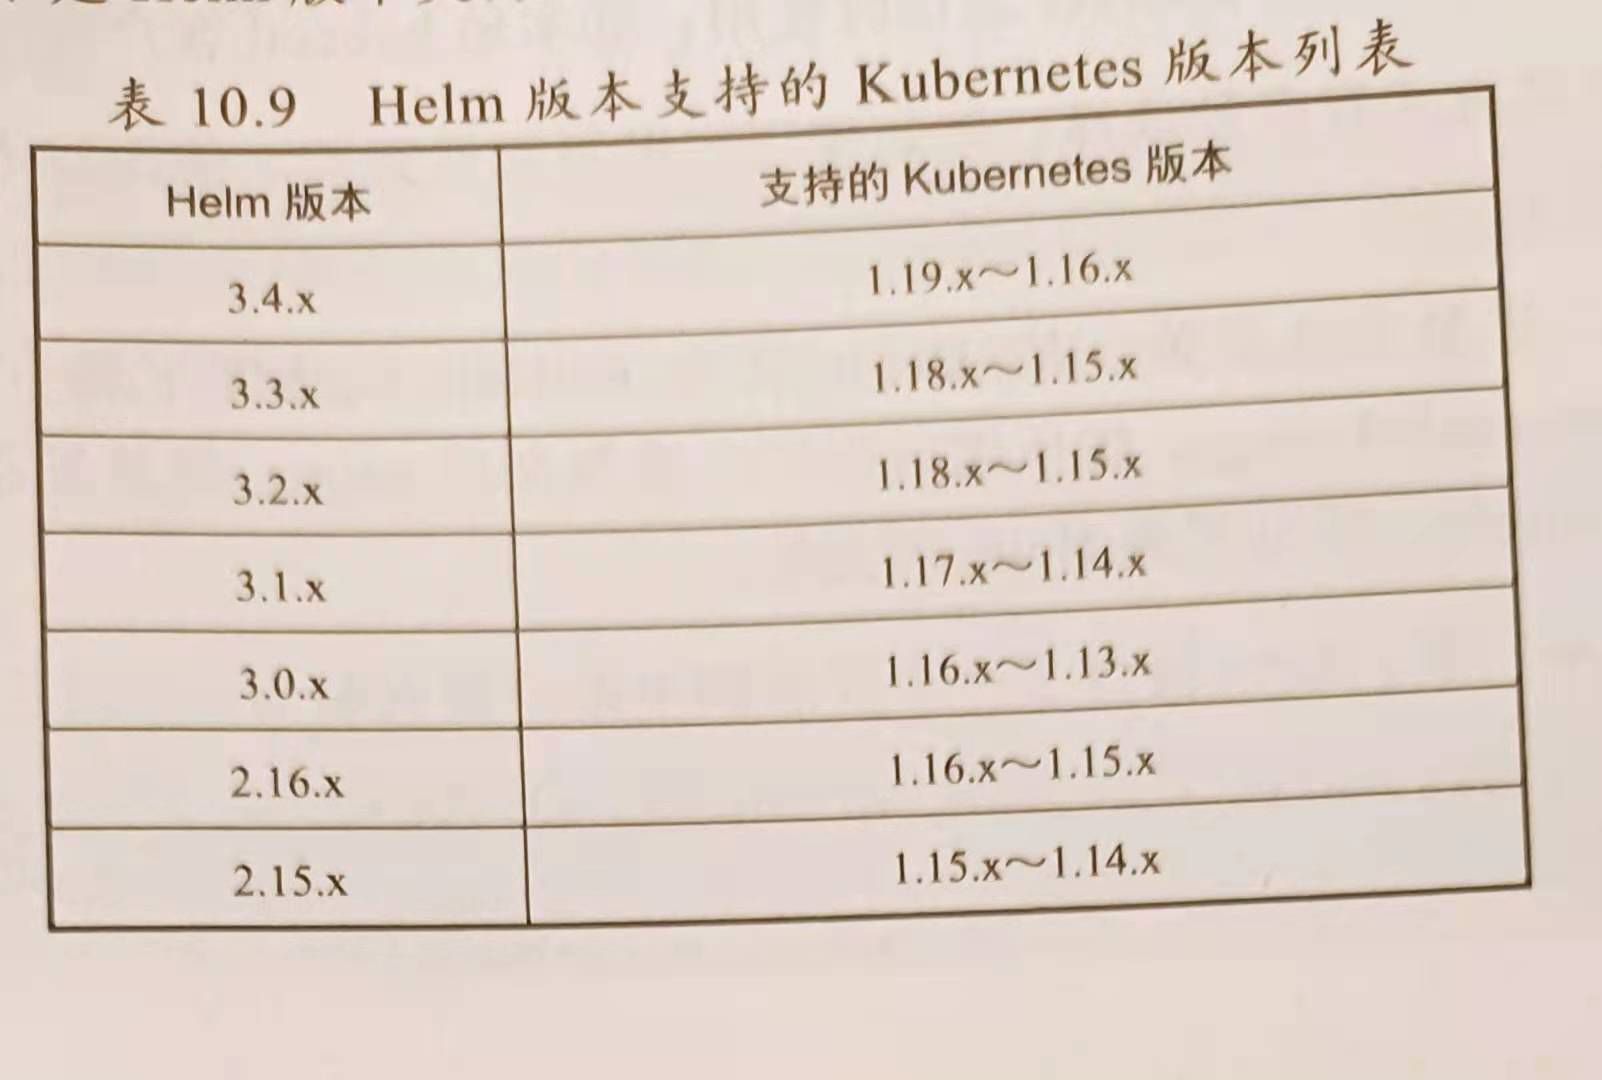 表 10.9 Helm 版本支持的 Kubernetes 版本列表
Helm 版本 支持的 Kubernetes 版本
3.4.x 1.19.x～1.16.x
3.3.x 1.18.x～1.15.x
3.2.x 1.18.x～1.15.x
3.1.x 1.17.x～1.14.x
3.0.x 1.16.x～1.13.x
2.16.x 1.16.x～1.15.x
2.15.x 1.15.x～1.14.x